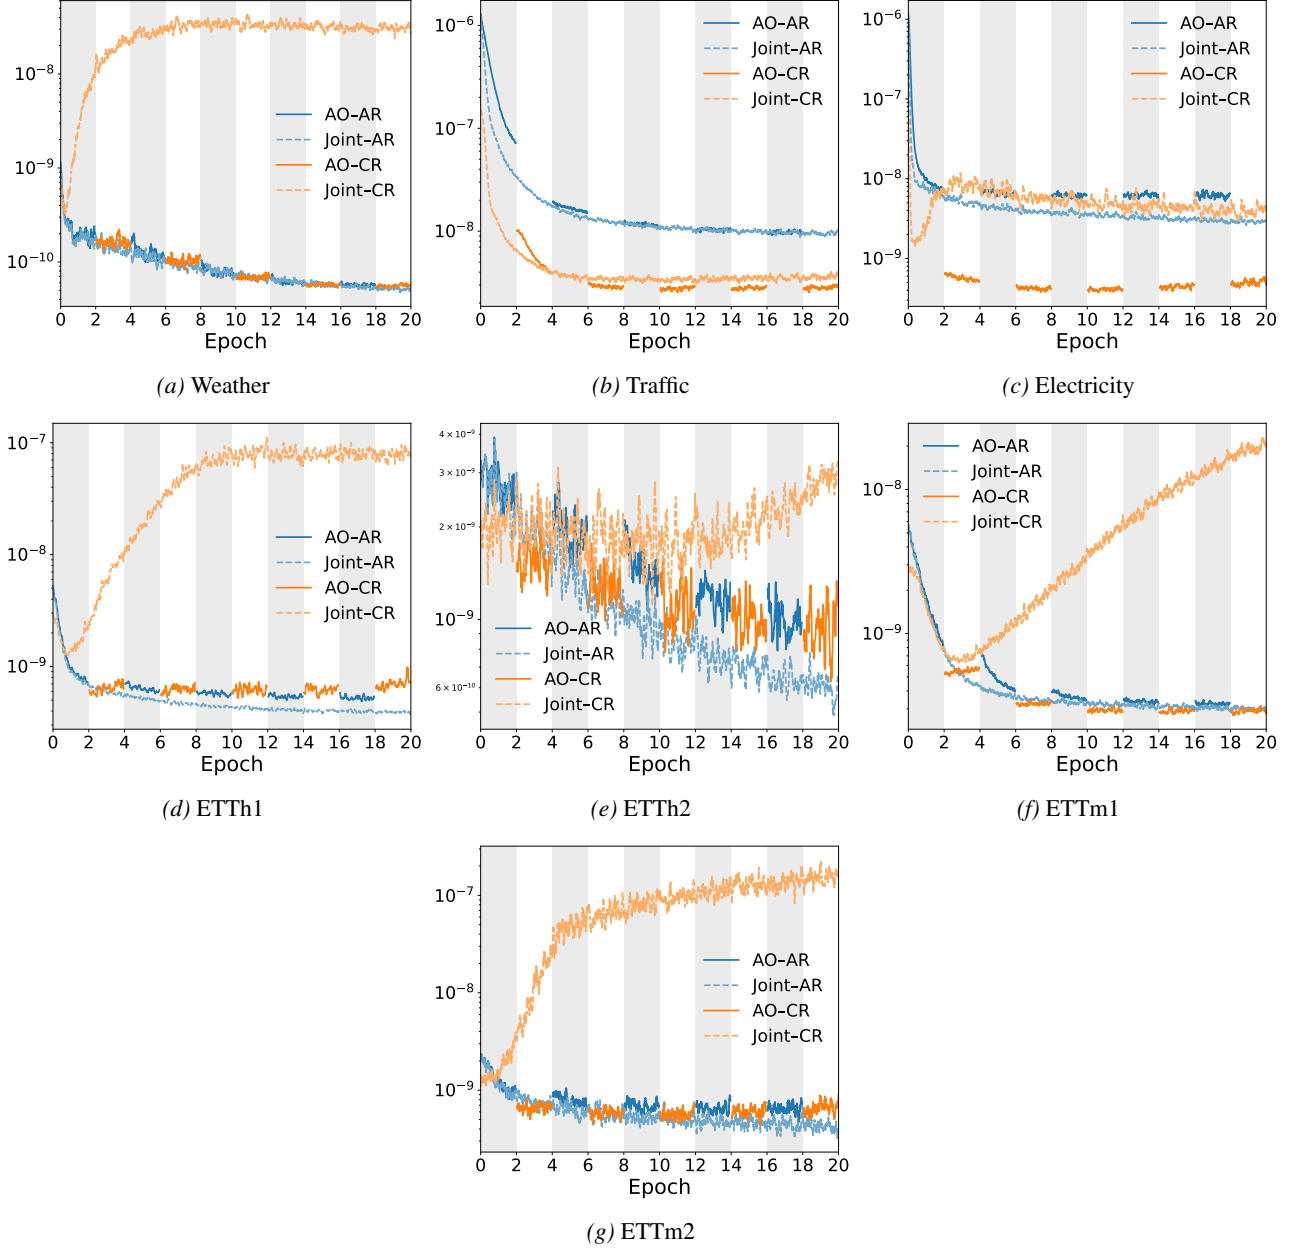 10⁻⁸
10⁻⁹
10⁻¹⁰
AO–AR
Joint–AR
AO–CR
Joint–CR
0 2 4 6 8 10 12 14 16 18 20
Epoch
(a) Weather
10⁻⁶
10⁻⁷
10⁻⁸
AO–AR
Joint–AR
AO–CR
Joint–CR
0 2 4 6 8 10 12 14 16 18 20
Epoch
(b) Traffic
10⁻⁶
10⁻⁷
10⁻⁸
10⁻⁹
AO–AR
Joint–AR
AO–CR
Joint–CR
0 2 4 6 8 10 12 14 16 18 20
Epoch
(c) Electricity
10⁻⁷
10⁻⁸
10⁻⁹
AO–AR
Joint–AR
AO–CR
Joint–CR
0 2 4 6 8 10 12 14 16 18 20
Epoch
(d) ETTh1
4 × 10⁻⁹
3 × 10⁻⁹
2 × 10⁻⁹
10⁻⁹
6 × 10⁻¹⁰
AO–AR
Joint–AR
AO–CR
Joint–CR
0 2 4 6 8 10 12 14 16 18 20
Epoch
(e) ETTh2
10⁻⁸
10⁻⁹
AO–AR
Joint–AR
AO–CR
Joint–CR
0 2 4 6 8 10 12 14 16 18 20
Epoch
(f) ETTm1
10⁻⁷
10⁻⁸
10⁻⁹
AO–AR
Joint–AR
AO–CR
Joint–CR
0 2 4 6 8 10 12 14 16 18 20
Epoch
(g) ETTm2